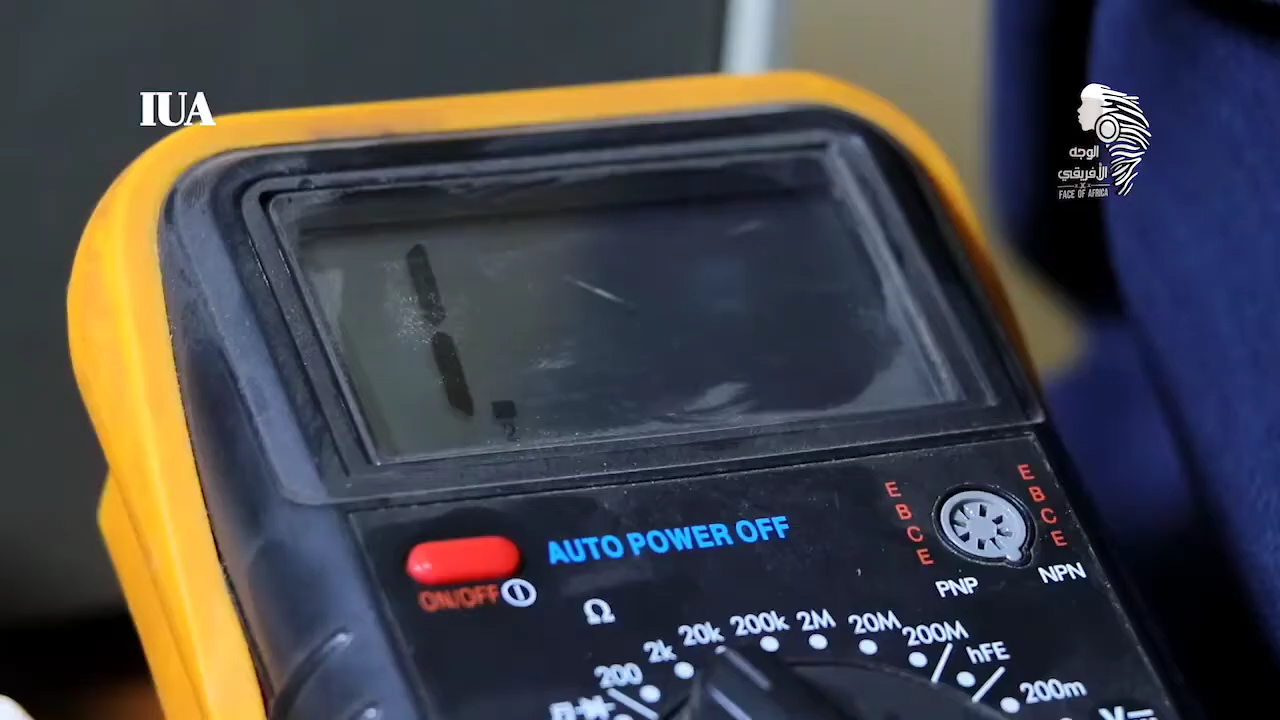 IUA
الوجه
الأفريقي
FACE OF AFRICA
1.
AUTO POWER OFF
ON/OFF
E
B
C
E
E
B
C
E
PNP
NPN
Ω
200
2k
20k
200k
2M
20M
200M
hFE
200m
V